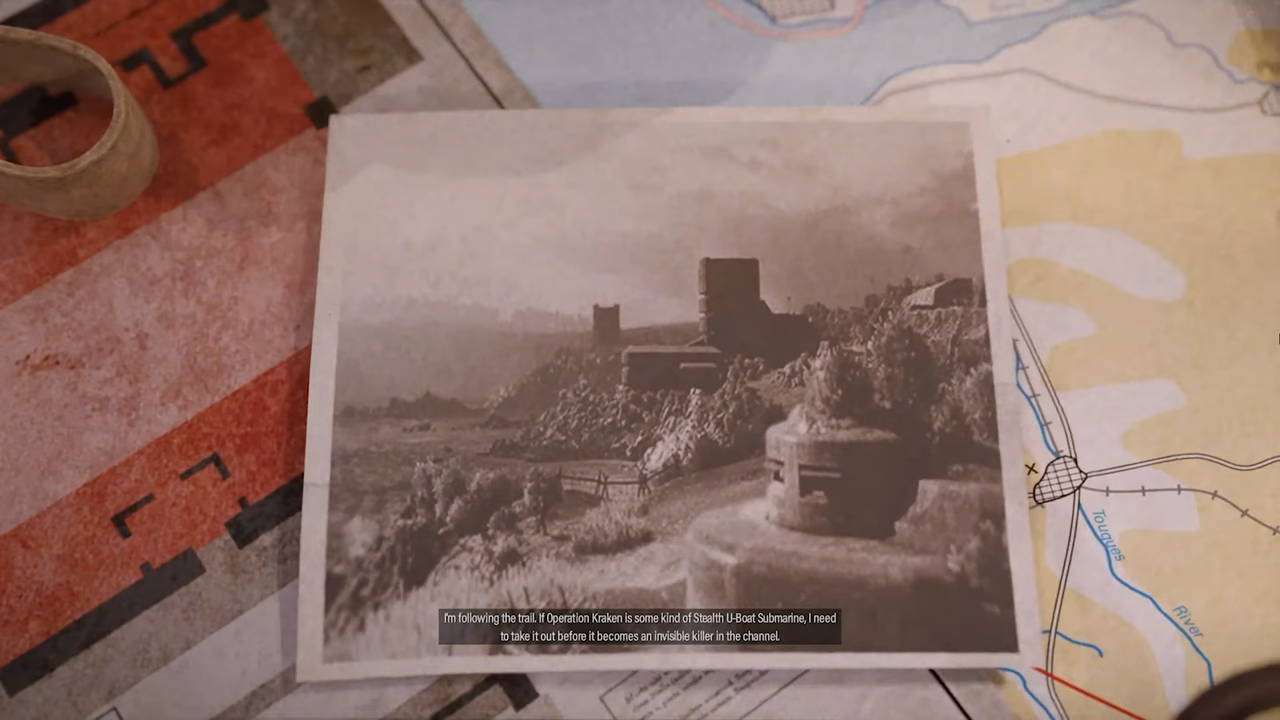 Touques
River
I'm following the trail. If Operation Kraken is some kind of Stealth U-Boat Submarine, I need
to take it out before it becomes an invisible killer in the channel.